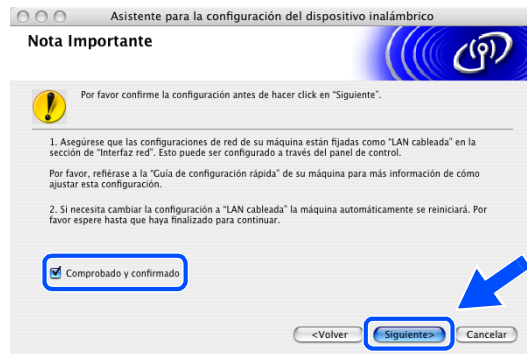 Asistente para la configuración del dispositivo inalámbrico
Nota Importante
Por favor confirme la configuración antes de hacer click en "Siguiente".
1. Asegúrese que las configuraciones de red de su máquina están fijadas como "LAN cableada" en la
sección de "Interfaz red". Esto puede ser configurado a través del panel de control.
Por favor, refiérase a la "Guía de configuración rápida" de su máquina para más información de cómo
ajustar esta configuración.
2. Si necesita cambiar la configuración a "LAN cableada" la máquina automáticamente se reiniciará. Por
favor espere hasta que haya finalizado para continuar.
Comprobado y confirmado
<Volver
Siguiente>
Cancelar